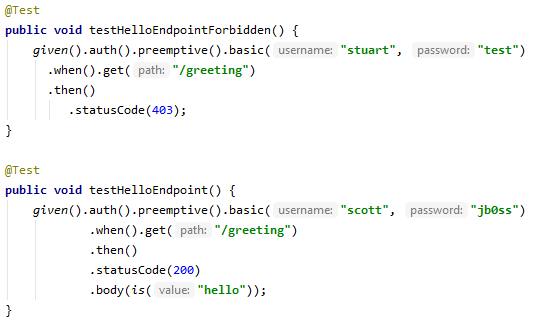 @Test
public void testHelloEndpointForbidden() {
    given().auth().preemptive().basic( username: "stuart", password: "test")
      .when().get( path: "/greeting")
      .then()
         .statusCode(403);
}

@Test
public void testHelloEndpoint() {
    given().auth().preemptive().basic( username: "scott", password: "jb0ss")
            .when().get( path: "/greeting")
            .then()
            .statusCode(200)
            .body(is( value: "hello"));
}